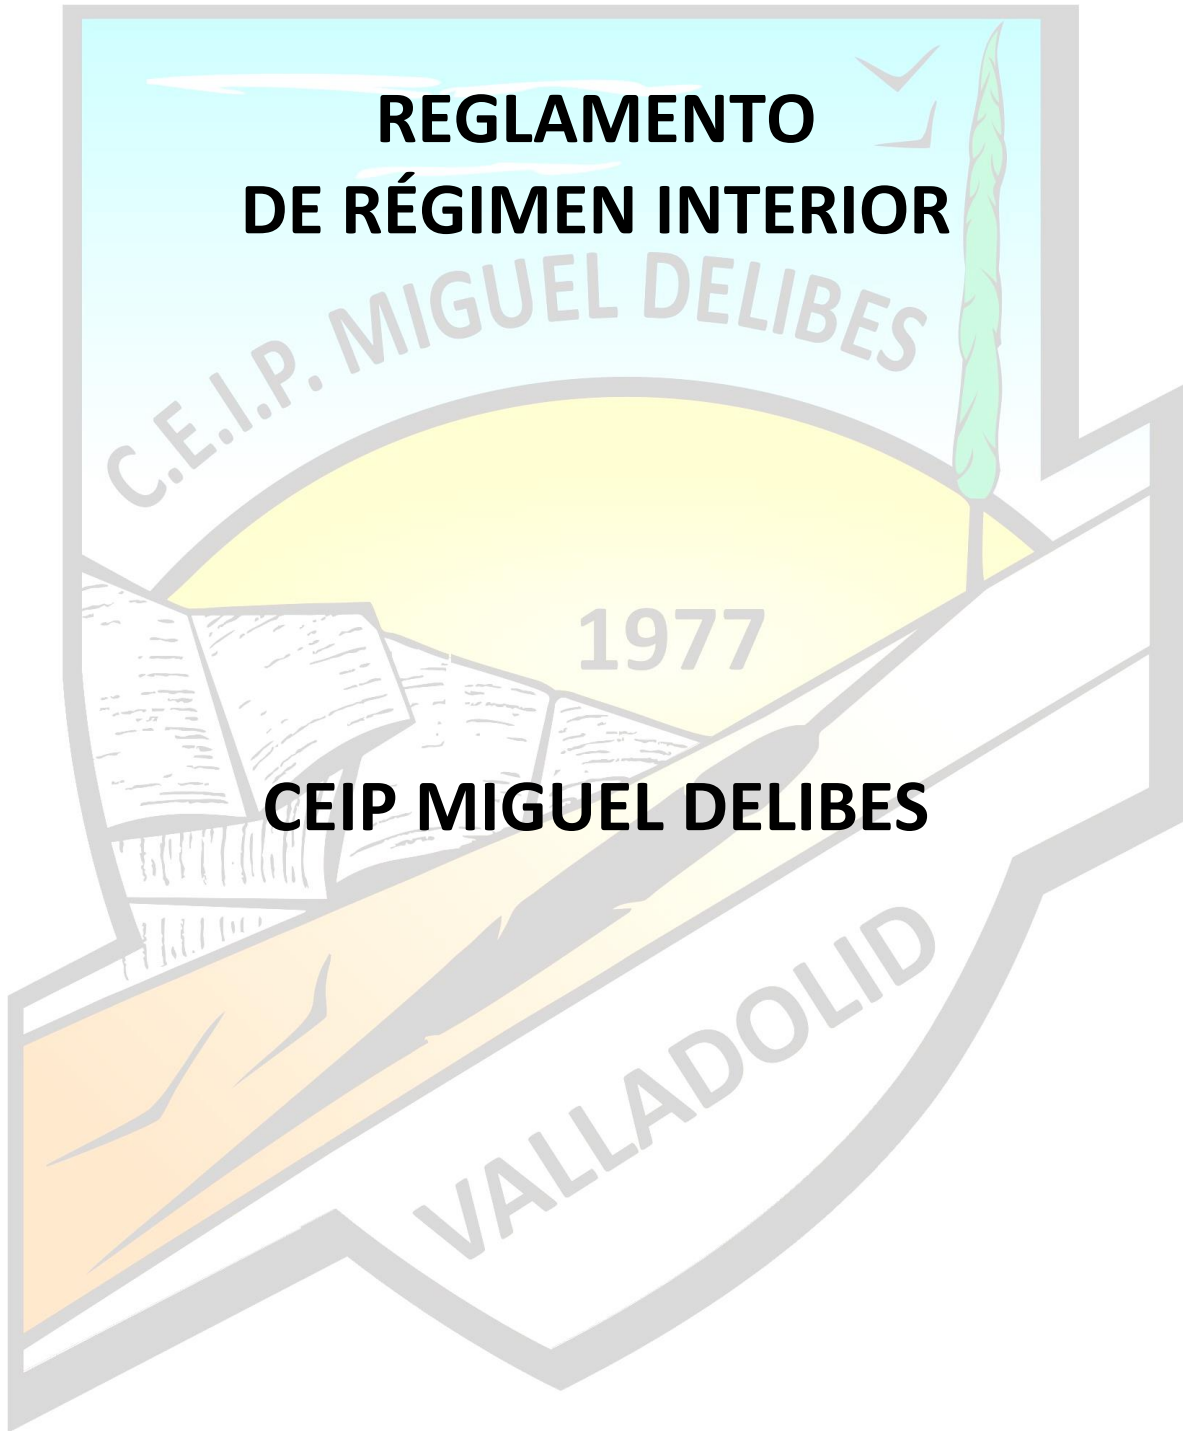 REGLAMENTO
DE RÉGIMEN INTERIOR
C.E.I.P. MIGUEL DELIBES
1977
CEIP MIGUEL DELIBES
VALLADOLID